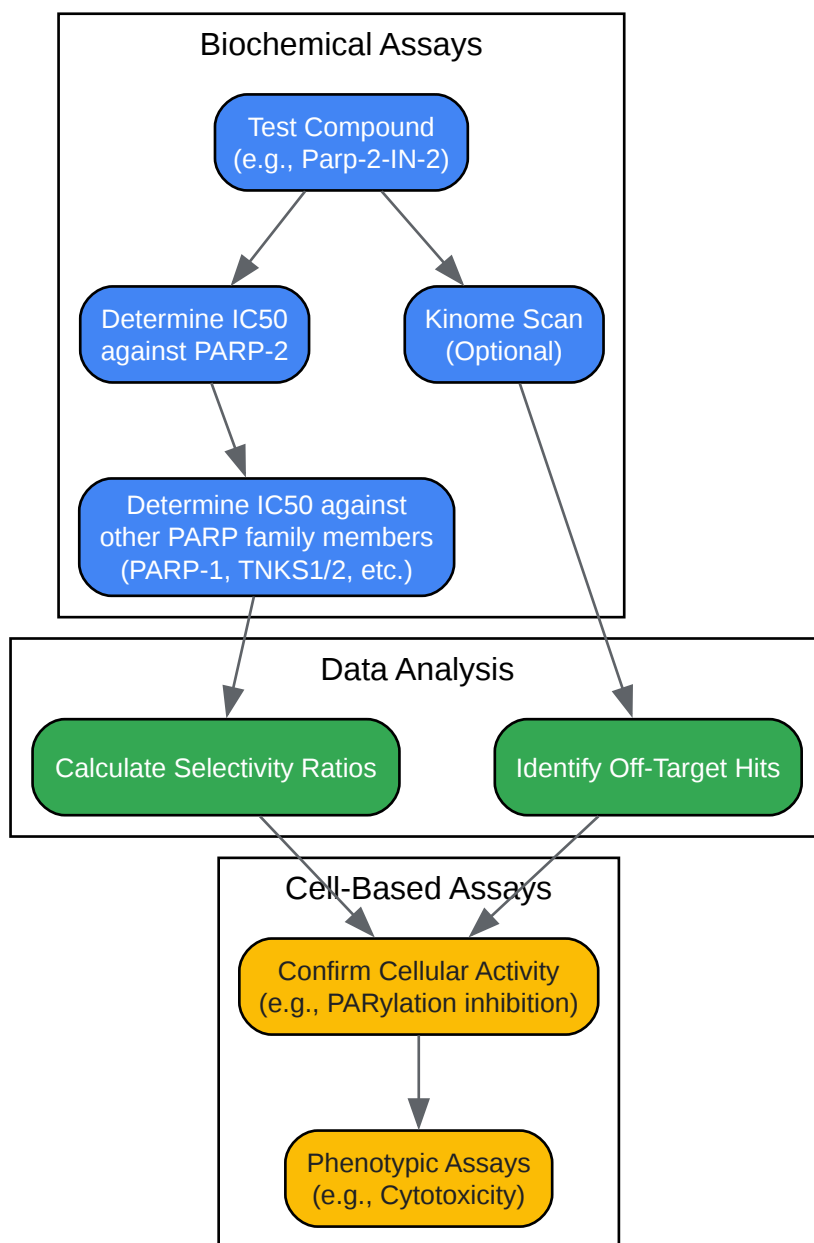 Biochemical Assays
Test Compound
(e.g., Parp-2-IN-2)
Determine IC50
against PARP-2
Kinome Scan
(Optional)
Determine IC50 against
other PARP family members
(PARP-1, TNKS1/2, etc.)
Data Analysis
Calculate Selectivity Ratios
Identify Off-Target Hits
Cell-Based Assays
Confirm Cellular Activity
(e.g., PARylation inhibition)
Phenotypic Assays
(e.g., Cytotoxicity)